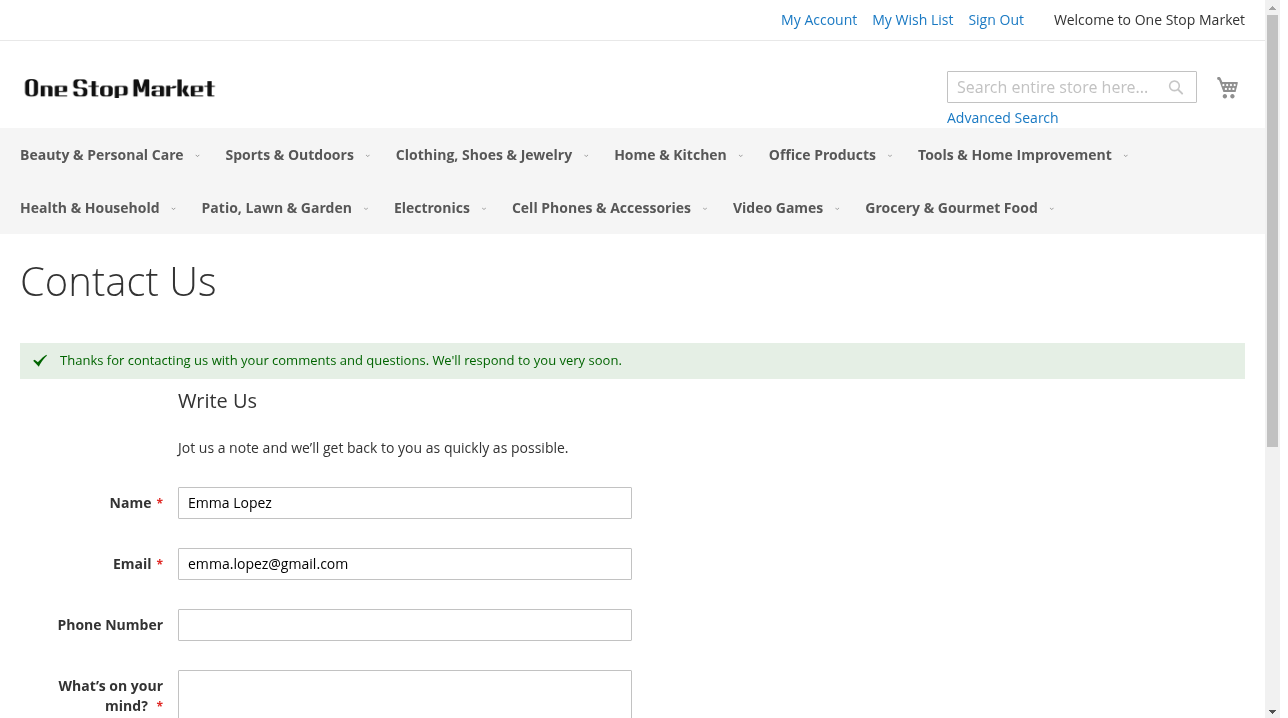 My Account My Wish List Sign Out Welcome to One Stop Market
One Stop Market
Search entire store here...
Advanced Search
Beauty & Personal Care Sports & Outdoors Clothing, Shoes & Jewelry Home & Kitchen Office Products Tools & Home Improvement
Health & Household Patio, Lawn & Garden Electronics Cell Phones & Accessories Video Games Grocery & Gourmet Food
Contact Us
Thanks for contacting us with your comments and questions. We'll respond to you very soon.
Write Us
Jot us a note and we’ll get back to you as quickly as possible.
Name * Emma Lopez
Email * emma.lopez@gmail.com
Phone Number
What’s on your
mind? *